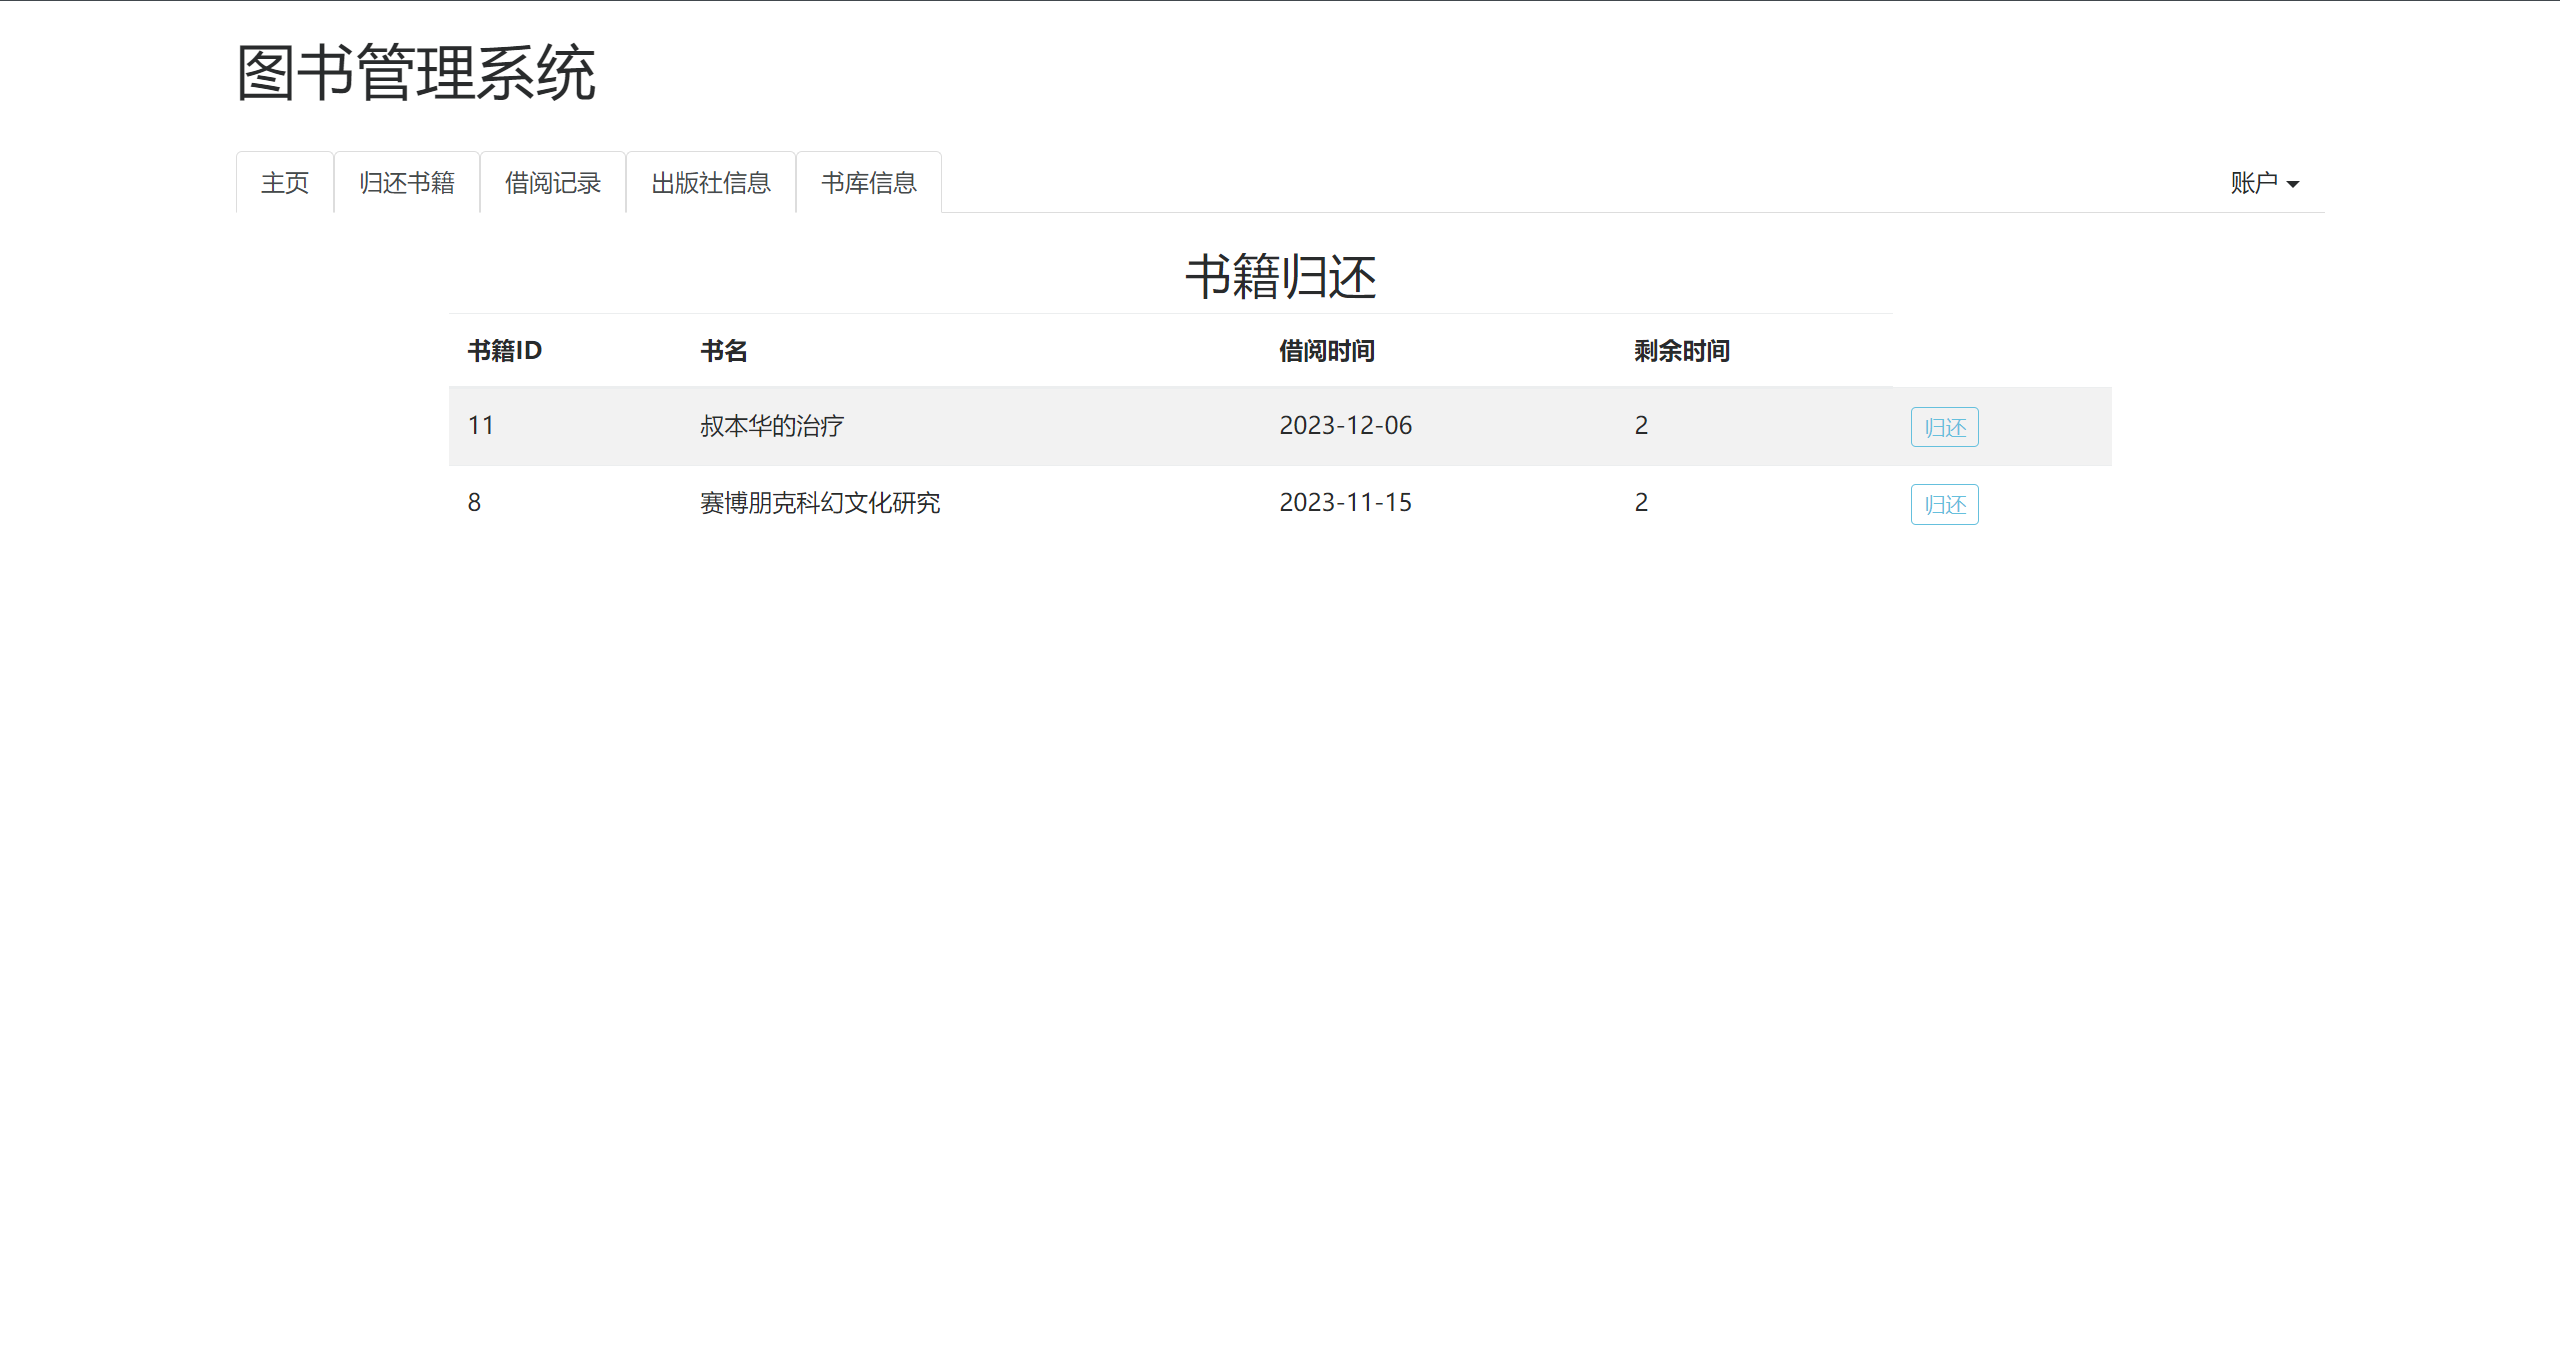 图书管理系统
主页 归还书籍 借阅记录 出版社信息 书库信息 账户
书籍归还
书籍ID 书名 借阅时间 剩余时间
11 叔本华的治疗 2023-12-06 2 归还
8 赛博朋克科幻文化研究 2023-11-15 2 归还